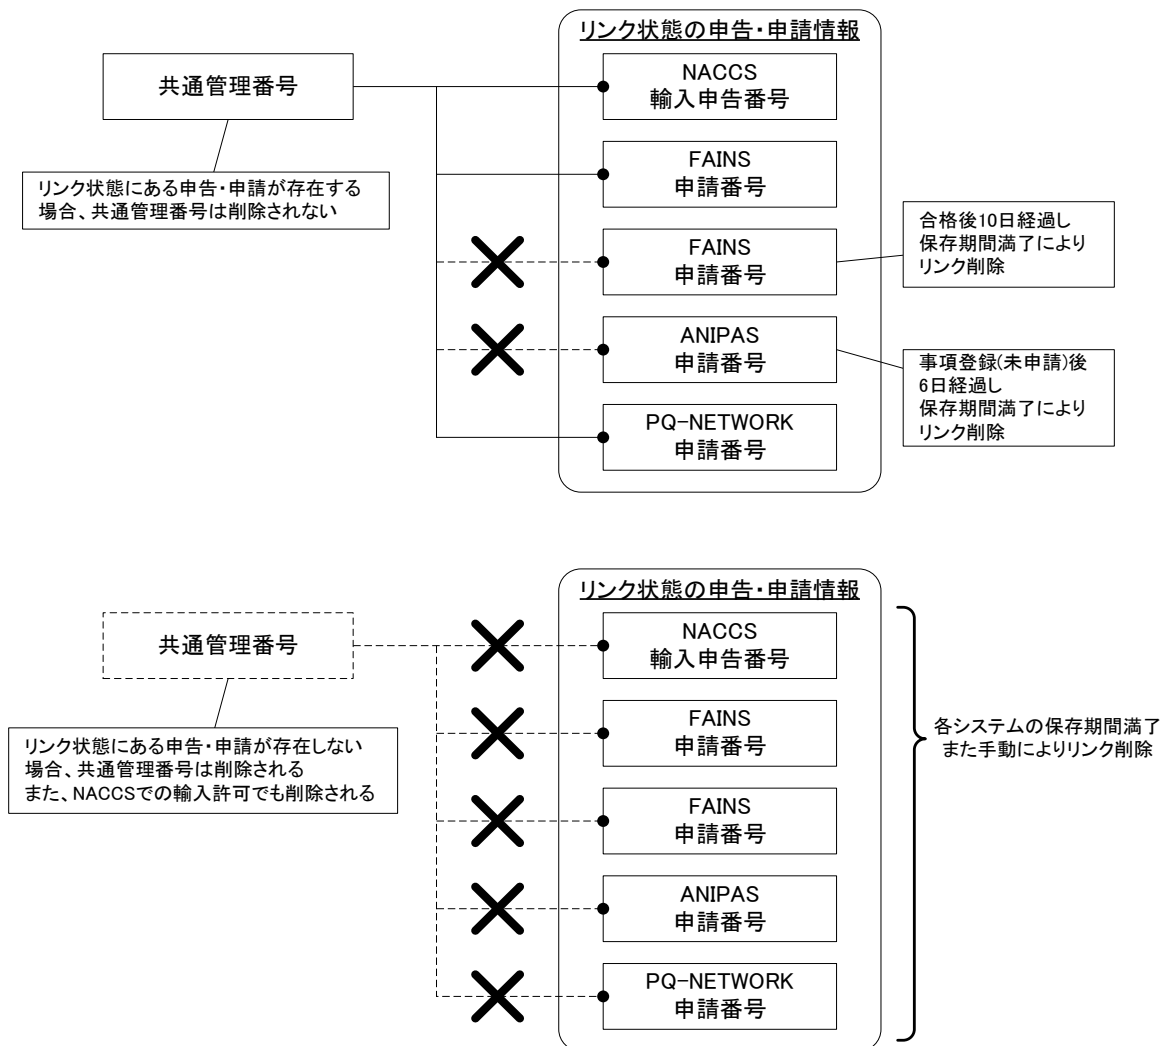 リンク状態の申告・申請情報
共通管理番号
NACCS
輸入申告番号
リンク状態にある申告・申請が存在する
場合、共通管理番号は削除されない
FAINS
申請番号
FAINS
申請番号
合格後10日経過し
保存期間満了により
リンク削除
ANIPAS
申請番号
事項登録(未申請)後
6日経過し
保存期間満了により
リンク削除
PQ-NETWORK
申請番号
リンク状態の申告・申請情報
共通管理番号
NACCS
輸入申告番号
リンク状態にある申告・申請が存在しない
場合、共通管理番号は削除される
また、NACCSでの輸入許可でも削除される
FAINS
申請番号
FAINS
申請番号
ANIPAS
申請番号
PQ-NETWORK
申請番号
各システムの保存期間満了
また手動によりリンク削除